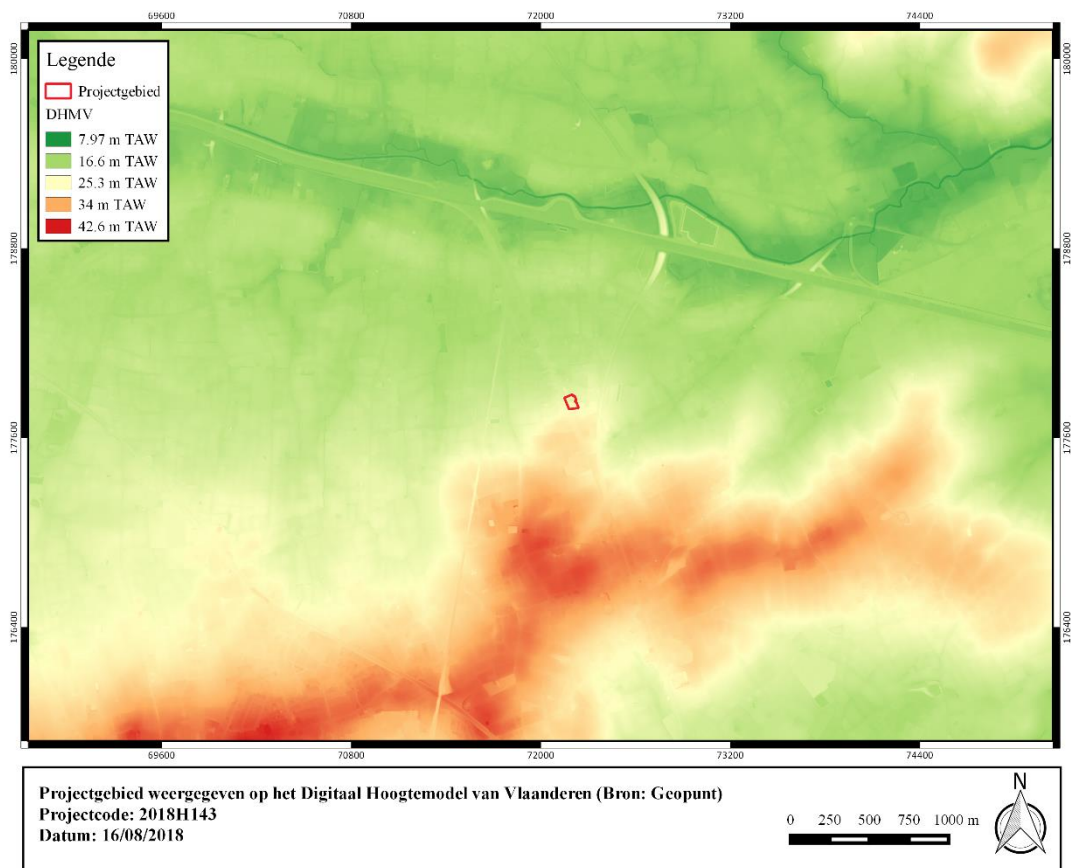 69600 70800 72000 73200 74400
180000 180000
Legende
Projectgebied
DHMV
7.97 m TAW
16.6 m TAW
25.3 m TAW
34 m TAW
42.6 m TAW
178800 178800
177600 177600
176400 176400
69600 70800 72000 73200 74400
Projectgebied weergegeven op het Digitaal Hoogtemodel van Vlaanderen (Bron: Geopunt)
Projectcode: 2018H143
Datum: 16/08/2018
0 250 500 750 1000 m
N